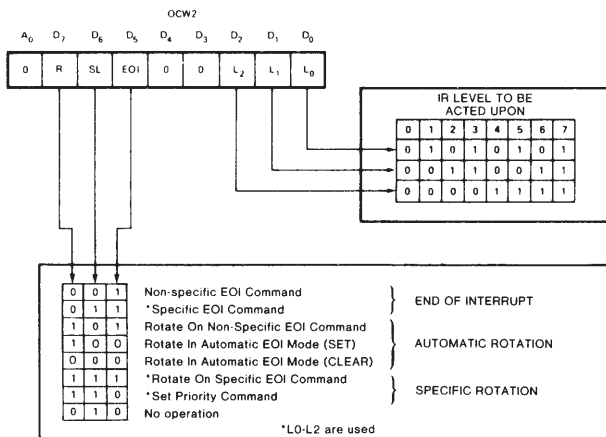 OCW2
A0 D7 D6 D5 D4 D3 D2 D1 D0
0 R SL EOI 0 0 L2 L1 L0
IR LEVEL TO BE
ACTED UPON
0 1 2 3 4 5 6 7
0 1 0 1 0 1 0 1
0 0 1 1 0 0 1 1
0 0 0 0 1 1 1 1
0 0 1 Non-specific EOI Command
0 1 1 *Specific EOI Command
END OF INTERRUPT
1 0 1 Rotate On Non-Specific EOI Command
1 0 0 Rotate In Automatic EOI Mode (SET)
0 0 0 Rotate In Automatic EOI Mode (CLEAR)
AUTOMATIC ROTATION
1 1 1 *Rotate On Specific EOI Command
1 1 0 *Set Priority Command
SPECIFIC ROTATION
0 1 0 No operation
*L0-L2 are used